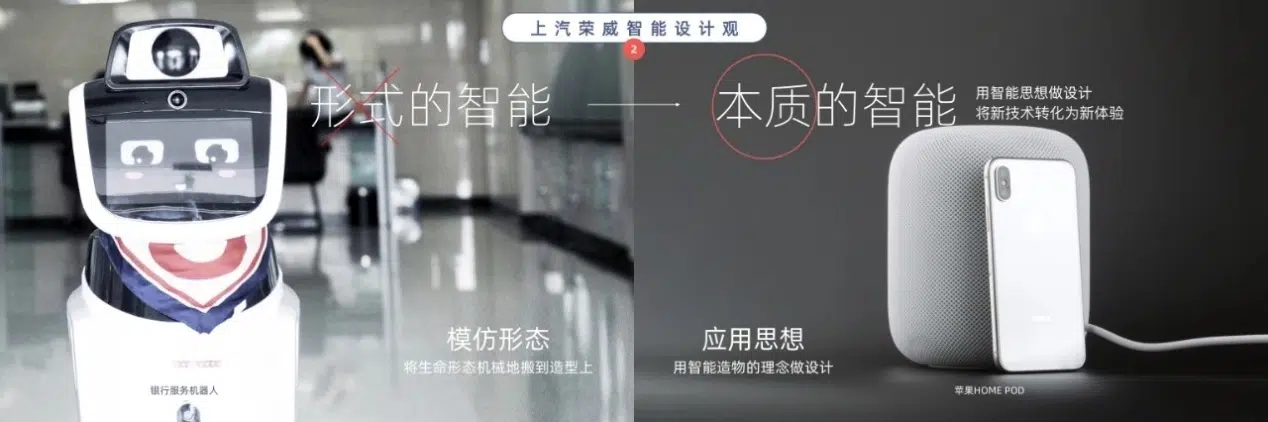 上汽荣威智能设计观
2
形式的智能
本质的智能
用智能思想做设计
将新技术转化为新体验
模仿形态
将生命形态机械地搬到造型上
应用思想
用智能造物的理念做设计
银行服务机器人
苹果HOME POD